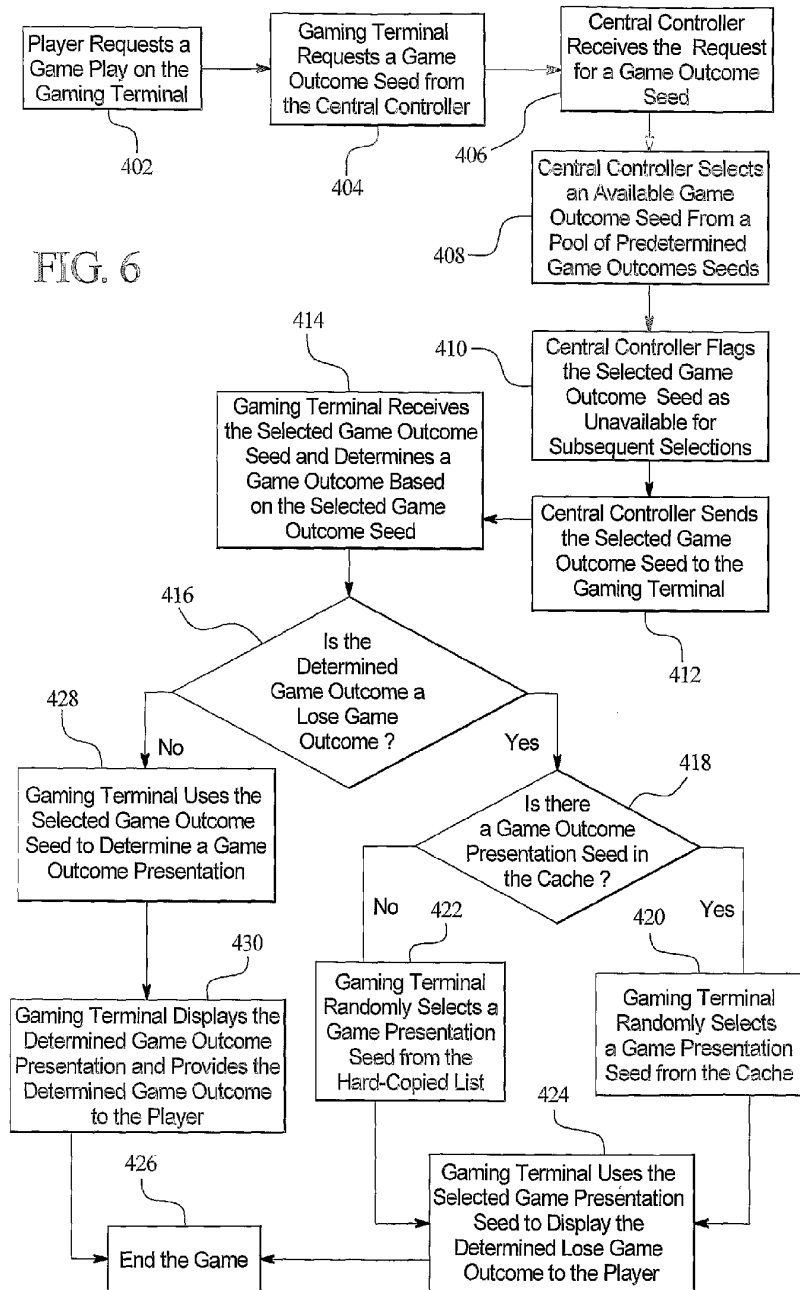 Player Requests a
Game Play on the
Gaming Terminal
402
Gaming Terminal
Requests a Game
Outcome Seed from
the Central Controller
404
Central Controller
Receives the Request
for a Game Outcome
Seed
406
Central Controller Selects
an Available Game
Outcome Seed From a
Pool of Predetermined
Game Outcomes Seeds
408
FIG. 6
Central Controller Flags
the Selected Game
Outcome Seed as
Unavailable for
Subsequent Selections
410
Central Controller Sends
the Selected Game
Outcome Seed to the
Gaming Terminal
412
414
Gaming Terminal Receives
the Selected Game Outcome
Seed and Determines a
Game Outcome Based
on the Selected Game
Outcome Seed
416
Is the
Determined
Game Outcome a
Lose Game
Outcome ?
No
Yes
428
Gaming Terminal Uses the
Selected Game Outcome
Seed to Determine a Game
Outcome Presentation
430
Gaming Terminal Displays the
Determined Game Outcome
Presentation and Provides the
Determined Game Outcome
to the Player
418
Is there
a Game Outcome
Presentation Seed in
the Cache ?
No
Yes
422
Gaming Terminal
Randomly Selects a
Game Presentation
Seed from the
Hard-Copied List
420
Gaming Terminal
Randomly Selects
a Game Presentation
Seed from the Cache
424
Gaming Terminal Uses the
Selected Game Presentation
Seed to Display the
Determined Lose Game
Outcome to the Player
426
End the Game